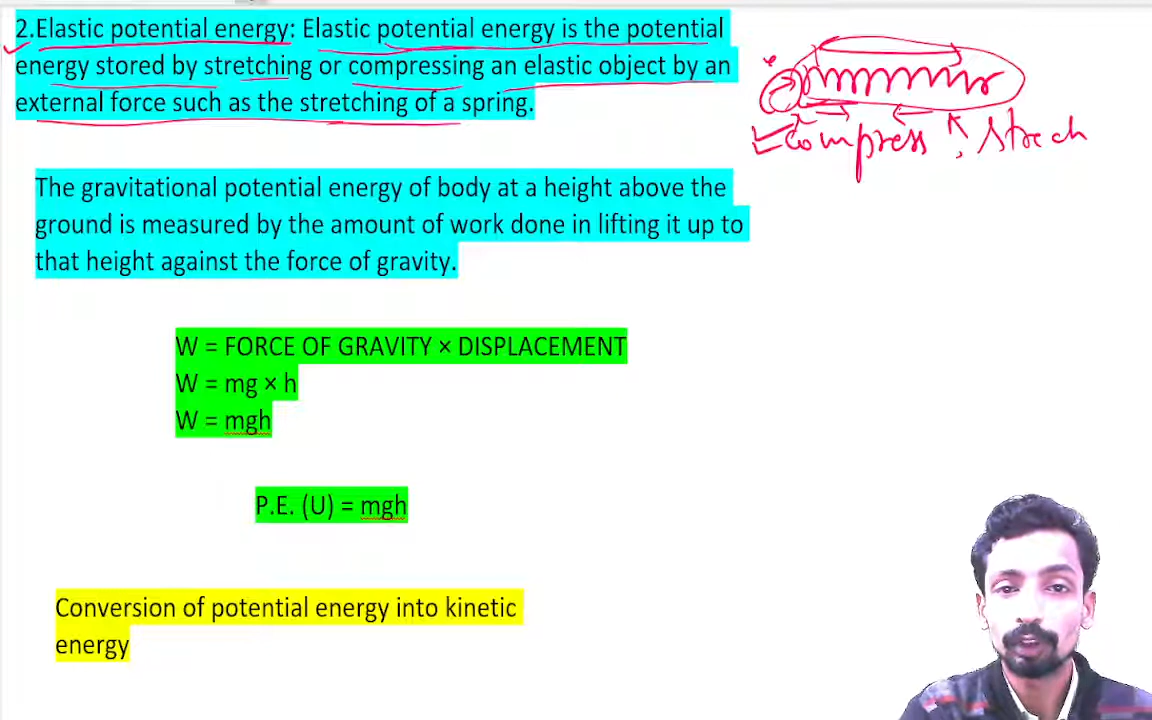 2.Elastic potential energy: Elastic potential energy is the potential
energy stored by stretching or compressing an elastic object by an
external force such as the stretching of a spring.
Compress, Strech
The gravitational potential energy of body at a height above the
ground is measured by the amount of work done in lifting it up to
that height against the force of gravity.
W = FORCE OF GRAVITY × DISPLACEMENT
W = mg × h
W = mgh
P.E. (U) = mgh
Conversion of potential energy into kinetic
energy